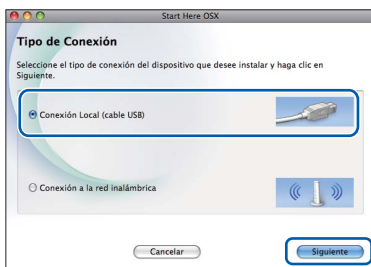 Start Here OSX
Tipo de Conexión
Seleccione el tipo de conexión del dispositivo que desee instalar y haga clic en
Siguiente.
Conexión Local (cable USB)
Conexión a la red inalámbrica
Cancelar
Siguiente